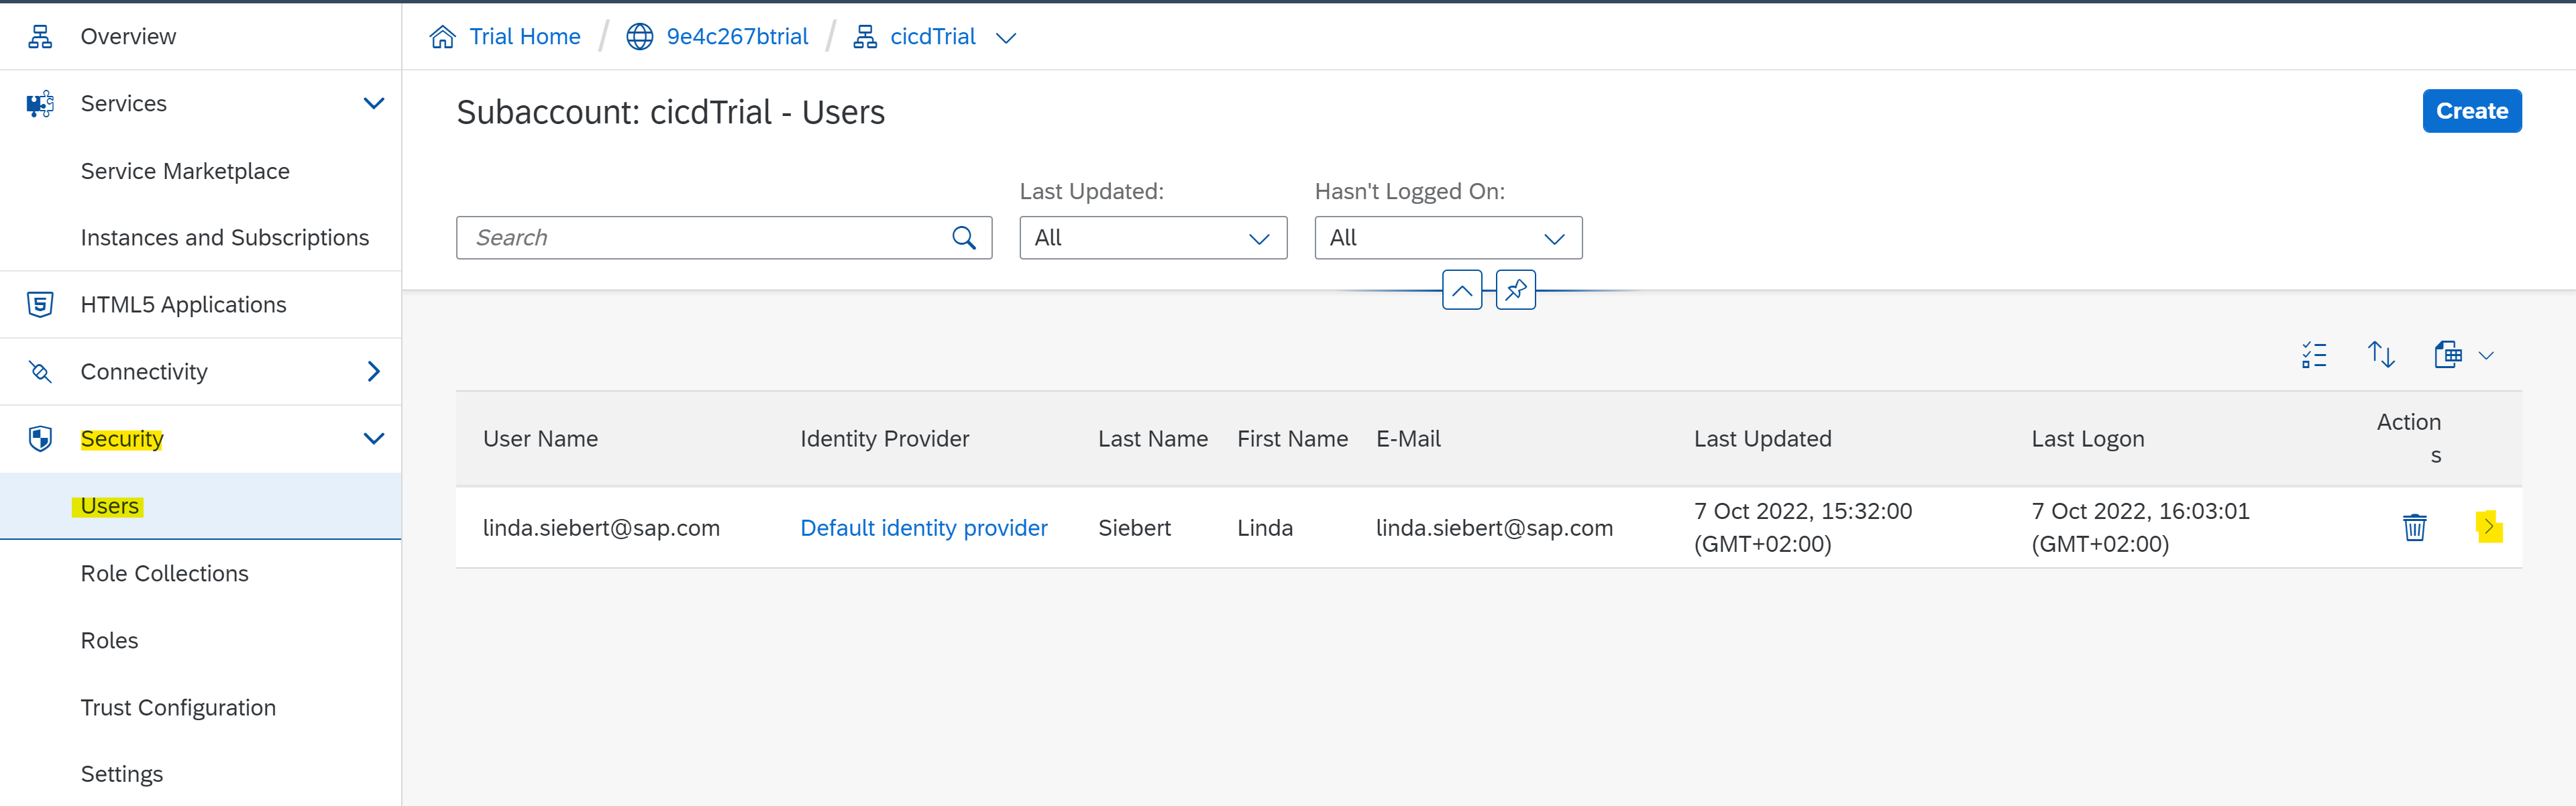 Overview
Services
Service Marketplace
Instances and Subscriptions
HTML5 Applications
Connectivity
Security
Users
Role Collections
Roles
Trust Configuration
Settings
Trial Home / 9e4c267btrial / cicdTrial
Subaccount: cicdTrial - Users
Create
Last Updated: Hasn't Logged On:
Search All All
User Name Identity Provider Last Name First Name E-Mail Last Updated Last Logon Action
s
linda.siebert@sap.com Default identity provider Siebert Linda linda.siebert@sap.com 7 Oct 2022, 15:32:00 7 Oct 2022, 16:03:01
(GMT+02:00) (GMT+02:00)